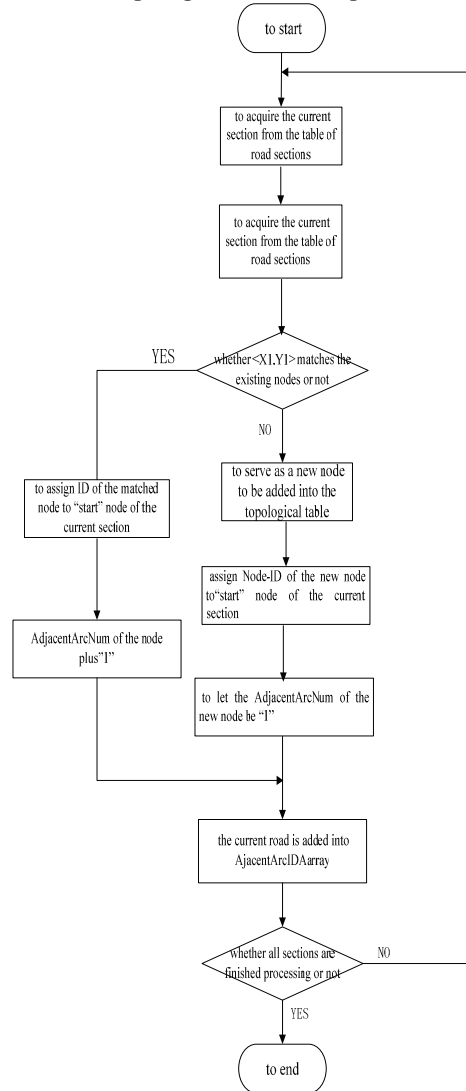 to start
to acquire the current
section from the table of
road sections
to acquire the current
section from the table of
road sections
whether<X1.Y1>matches the
existing nodes or not
YES
NO
to assign ID of the matched
node to "start" node of the
current section
to serve as a new node
to be added into the
topological table
assign Node-ID of the new node
to"start" node of the current
section
AdjacentArcNum of the node
plus"1"
to let the AdjacentArcNum of the
new node be "1"
the current road is added into
AjacentArcIDAarray
whether all sections are
finished processing or not
NO
YES
to end